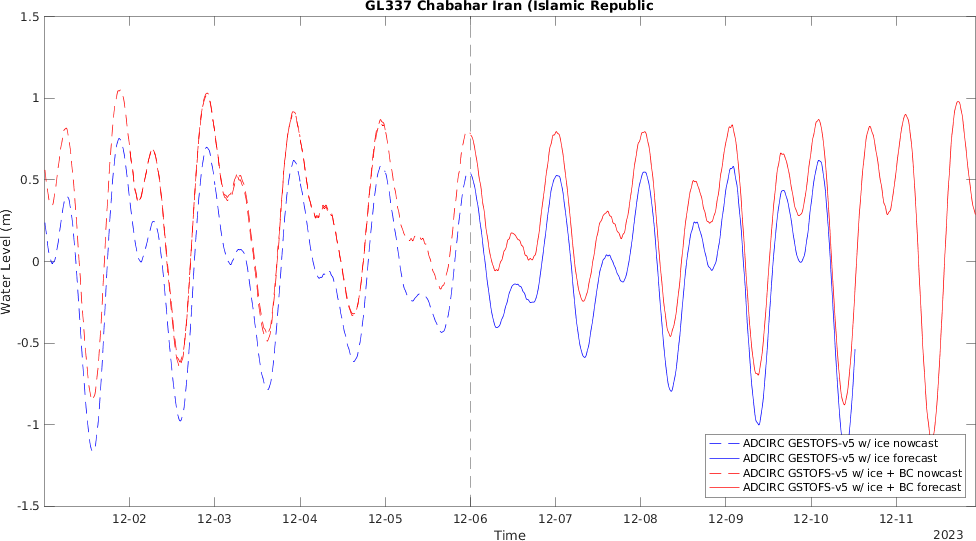 GL337 Chabahar Iran (Islamic Republic
1.5
1
0.5
0
-0.5
-1
-1.5
Water Level (m)
12-02
12-03
12-04
12-05
12-06
12-07
12-08
12-09
12-10
12-11
Time
2023
ADCIRC GESTOFS-v5 w/ ice nowcast
ADCIRC GESTOFS-v5 w/ ice forecast
ADCIRC GSTOFS-v5 w/ ice + BC nowcast
ADCIRC GSTOFS-v5 w/ ice + BC forecast